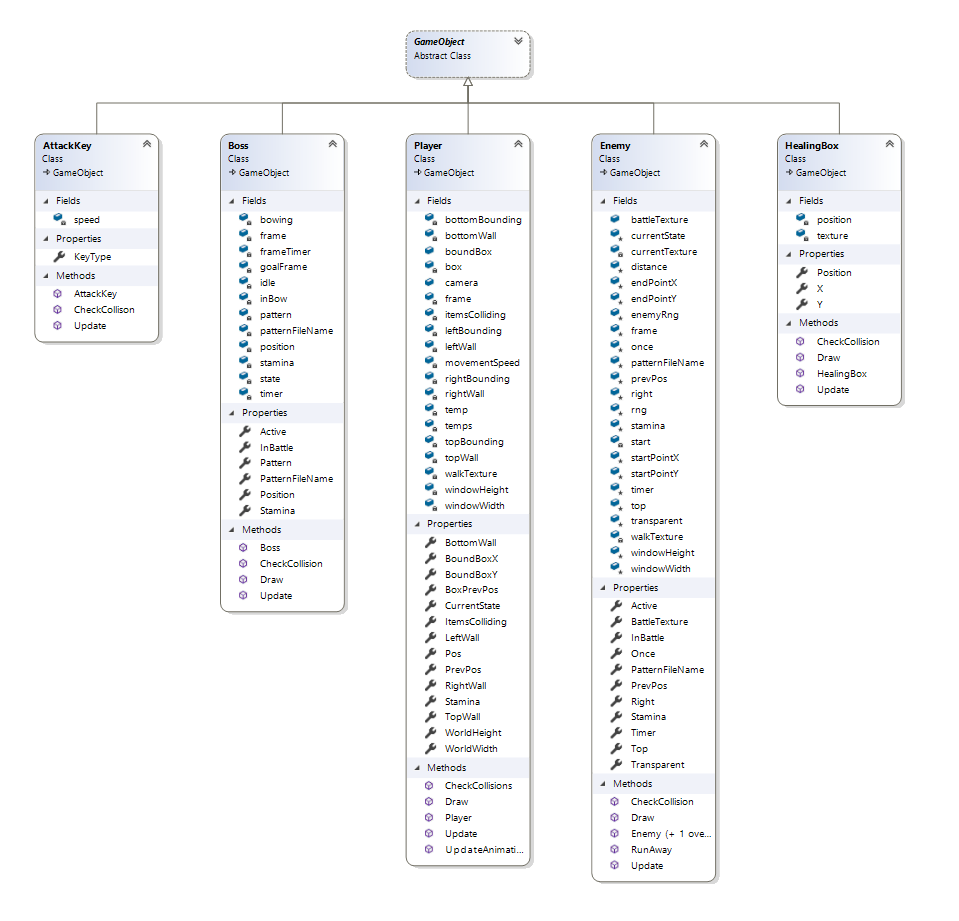 GameObject
Abstract Class
AttackKey
Class
GameObject
Fields
speed
Properties
KeyType
Methods
AttackKey
CheckCollison
Update
Boss
Class
GameObject
Fields
bowing
frame
frameTimer
goalFrame
idle
inBow
pattern
patternFileName
position
stamina
state
timer
Properties
Active
InBattle
Pattern
PatternFileName
Position
Stamina
Methods
Boss
CheckCollision
Draw
Update
Player
Class
GameObject
Fields
bottomBounding
bottomWall
boundBox
box
camera
frame
itemsColliding
leftBounding
leftWall
movementSpeed
rightBounding
rightWall
temp
temps
topBounding
topWall
walkTexture
windowHeight
windowWidth
Properties
BottomWall
BoundBoxX
BoundBoxY
BoxPrevPos
CurrentState
ItemsColliding
LeftWall
Pos
PrevPos
RightWall
Stamina
TopWall
WorldHeight
WorldWidth
Methods
CheckCollisions
Draw
Player
Update
UpdateAnimati...
Enemy
Class
GameObject
Fields
battleTexture
currentState
currentTexture
distance
endPointX
endPointY
enemyRng
frame
once
patternFileName
prevPos
right
rng
stamina
start
startPointX
startPointY
timer
top
transparent
walkTexture
windowHeight
windowWidth
Properties
Active
BattleTexture
InBattle
Once
PatternFileName
PrevPos
Right
Stamina
Timer
Top
Transparent
Methods
CheckCollision
Draw
Enemy (+ 1 ove...
RunAway
Update
HealingBox
Class
GameObject
Fields
position
texture
Properties
Position
X
Y
Methods
CheckCollision
Draw
HealingBox
Update